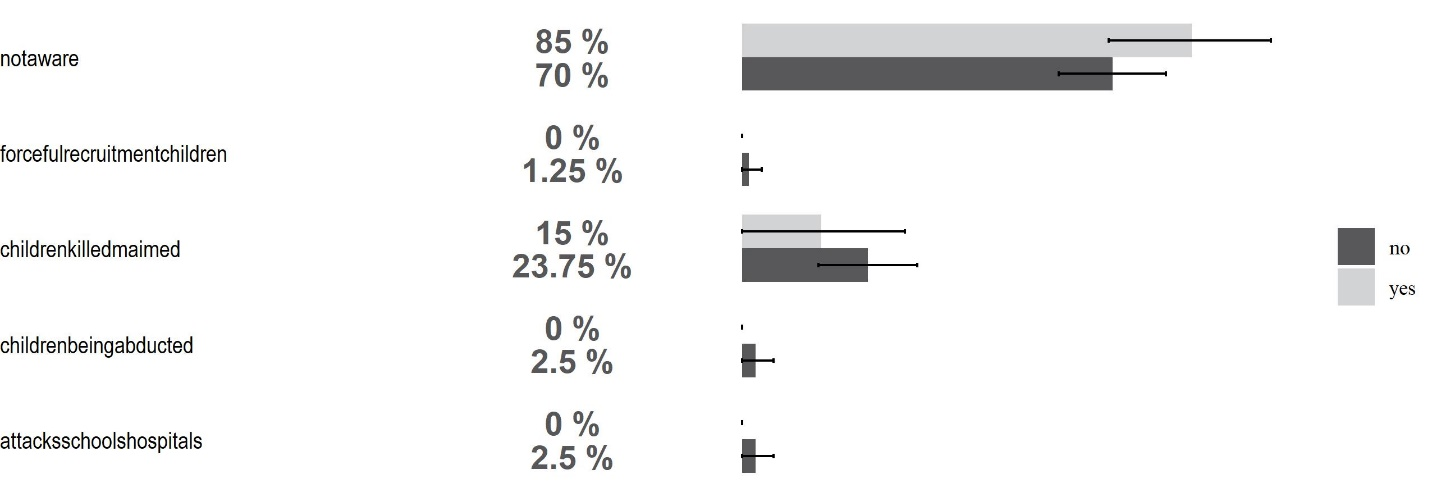 notaware
85 %
70 %
forcefulrecruitmentchildren
0 %
1.25 %
childrenkilledmaimed
15 %
23.75 %
childrenbeingabducted
0 %
2.5 %
attacksschoolshospitals
0 %
2.5 %
no
yes